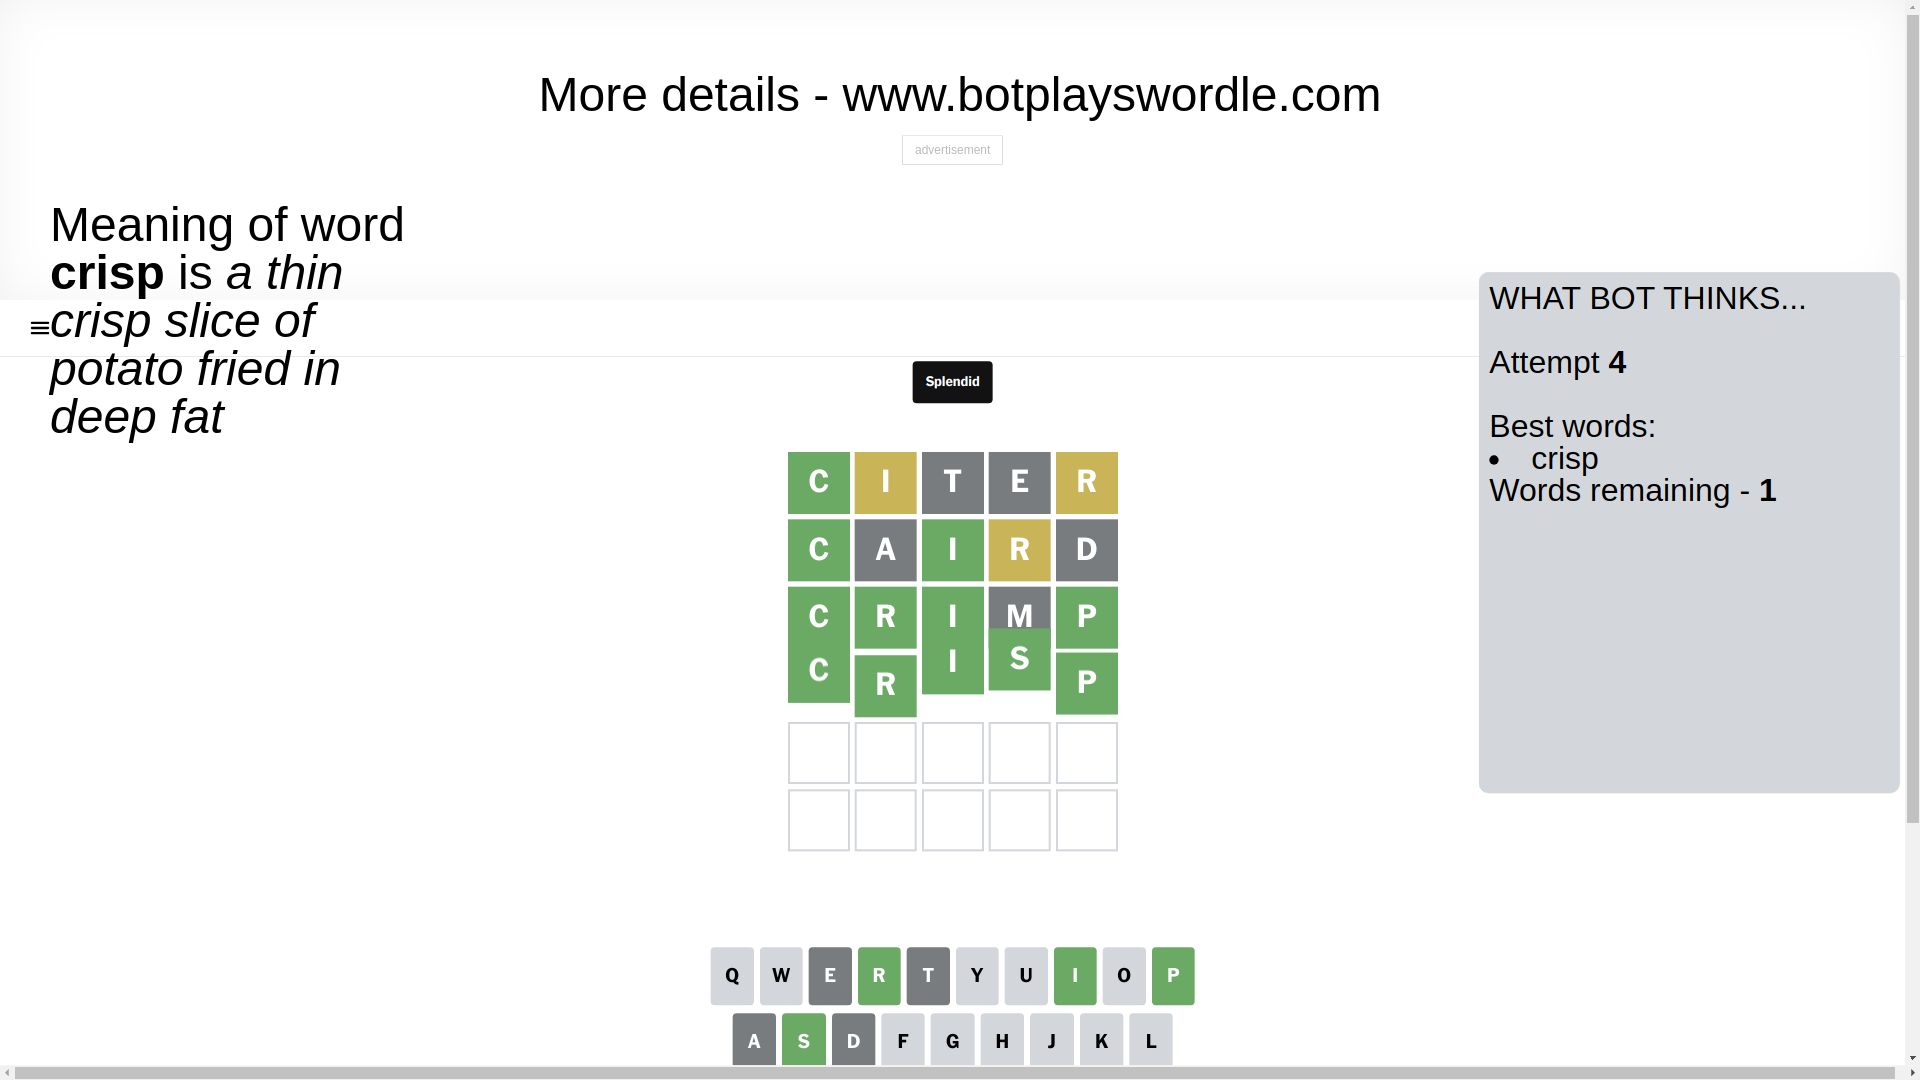 More details - www.botplayswordle.com
advertisement
Meaning of word
crisp is a thin
crisp slice of
potato fried in
deep fat
WHAT BOT THINKS...
Attempt 4
Best words:
• crisp
Words remaining - 1
Splendid
C I T E R
C A I R D
C R I M P
C R I S P
Q W E R T Y U I O P
A S D F G H J K L